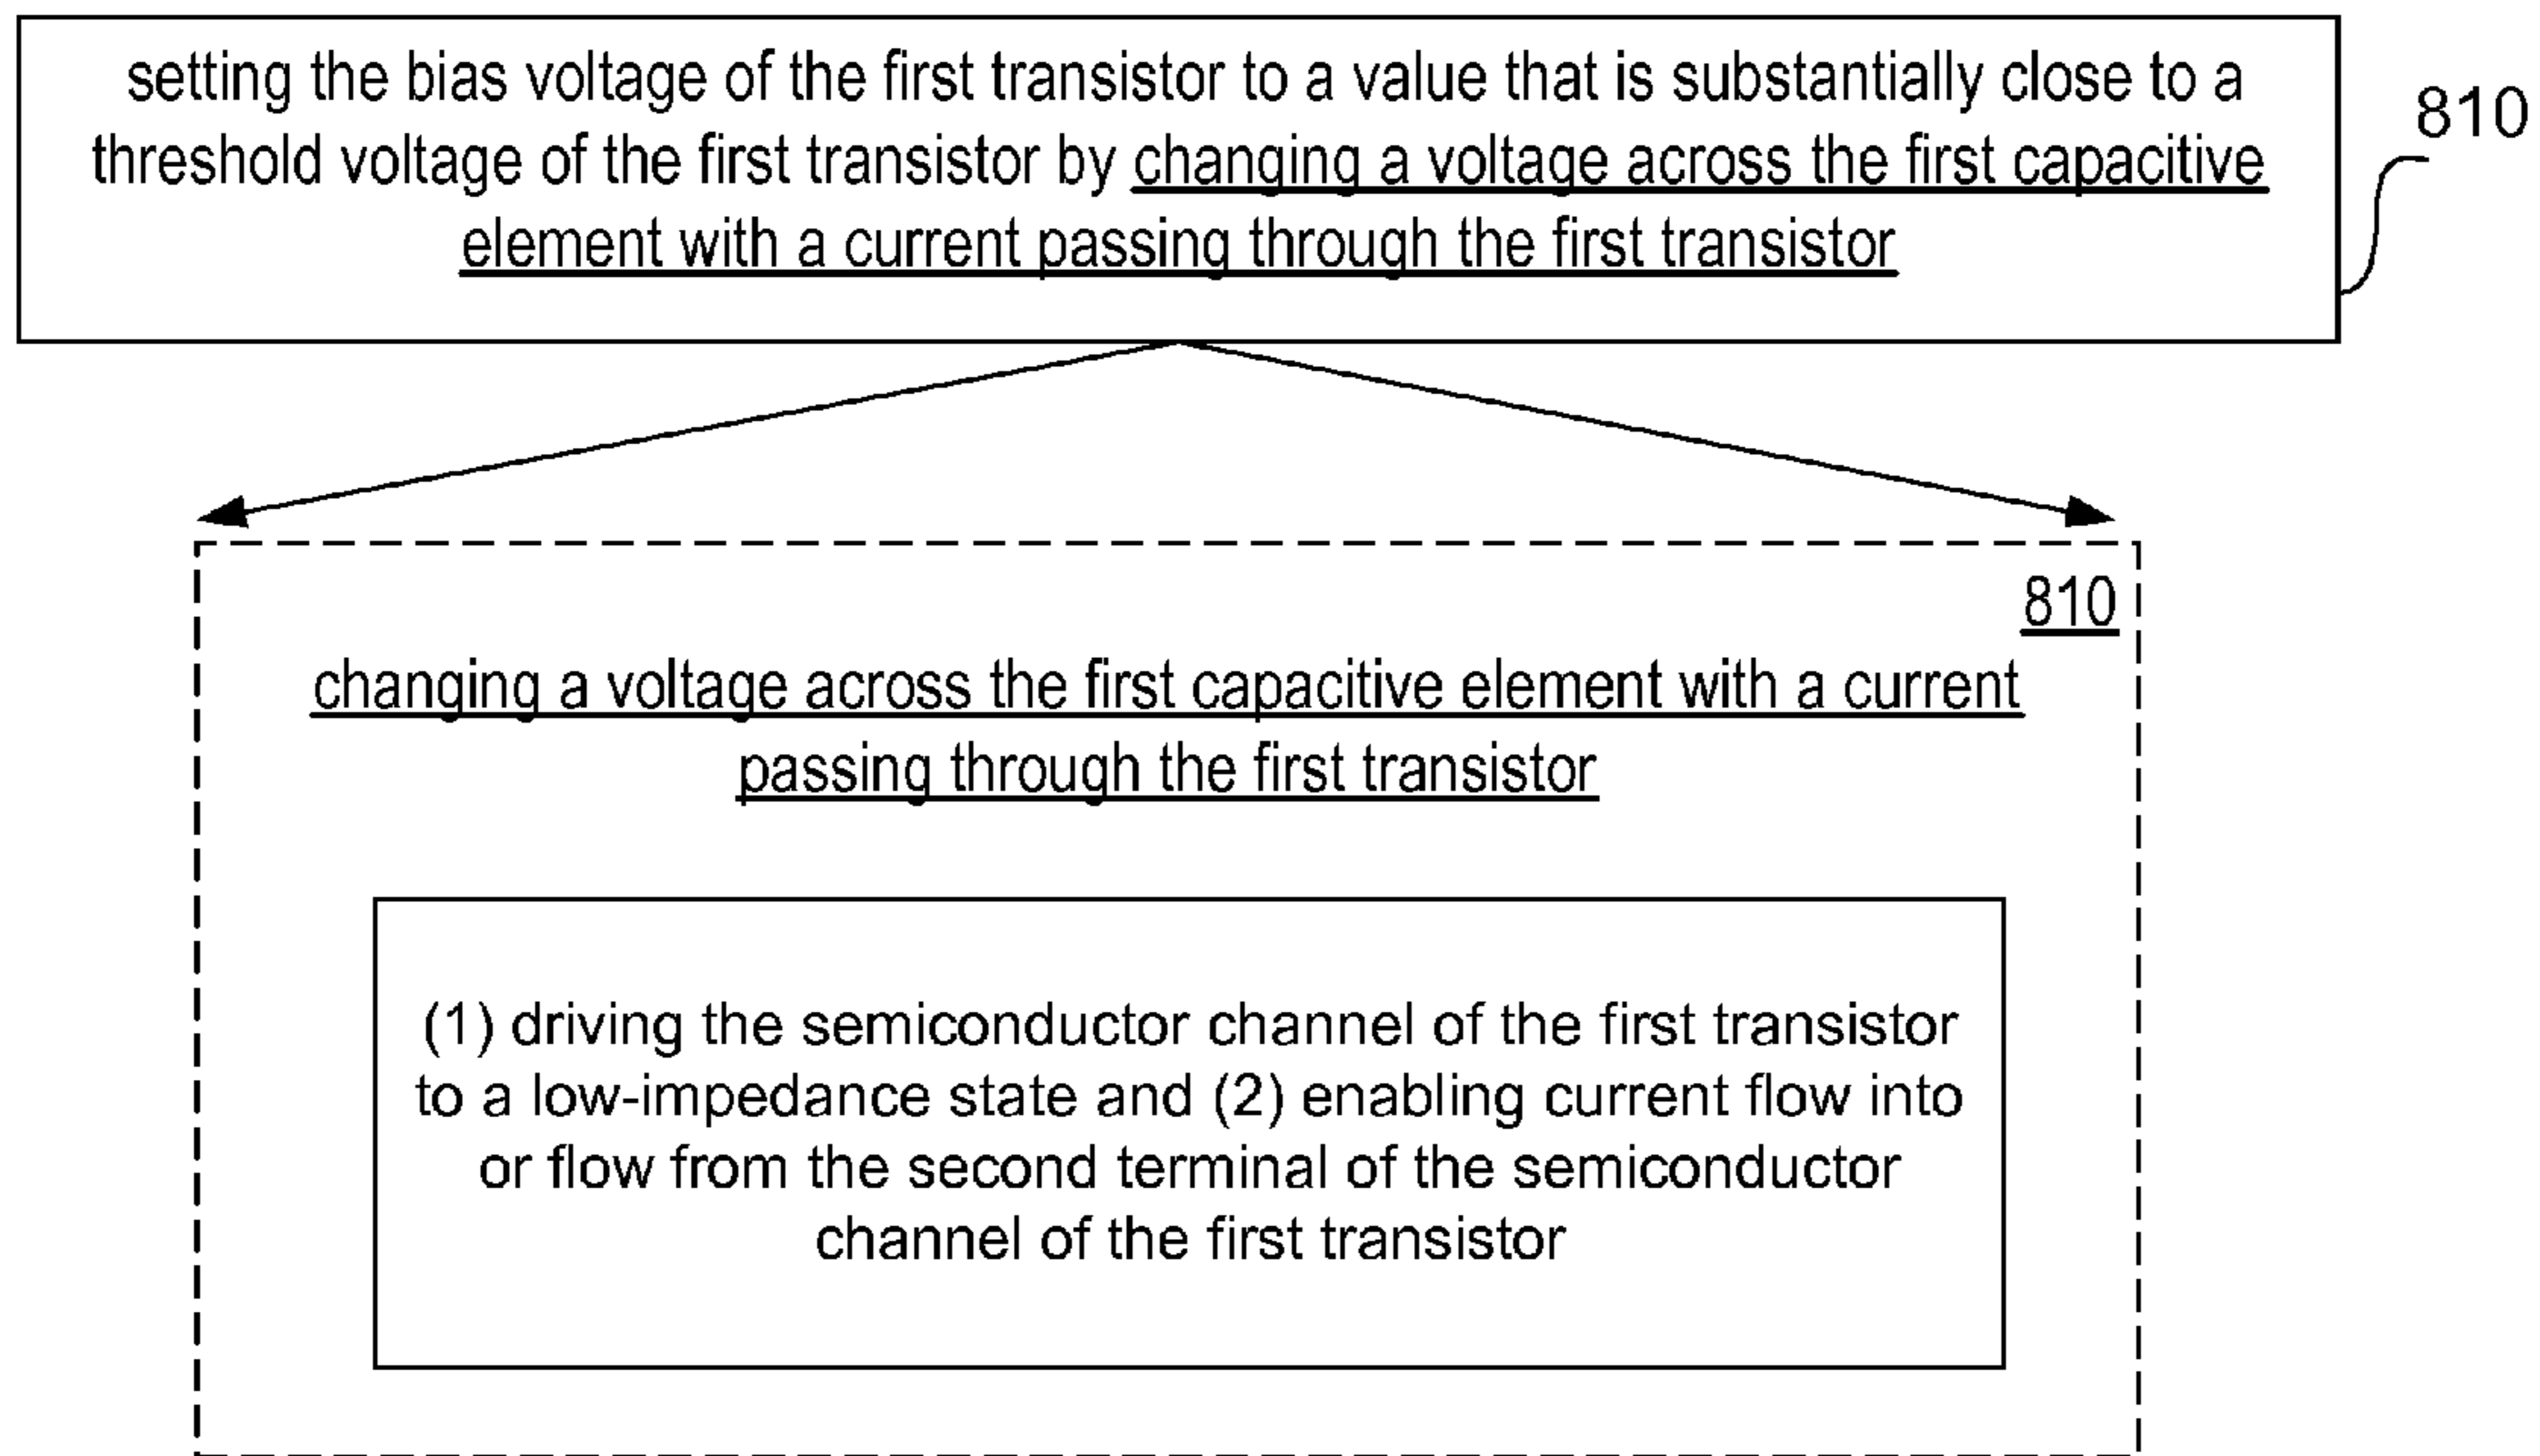 setting the bias voltage of the first transistor to a value that is substantially close to a
threshold voltage of the first transistor by changing a voltage across the first capacitive
element with a current passing through the first transistor
810
810
changing a voltage across the first capacitive element with a current
passing through the first transistor
(1) driving the semiconductor channel of the first transistor
to a low-impedance state and (2) enabling current flow into
or flow from the second terminal of the semiconductor
channel of the first transistor